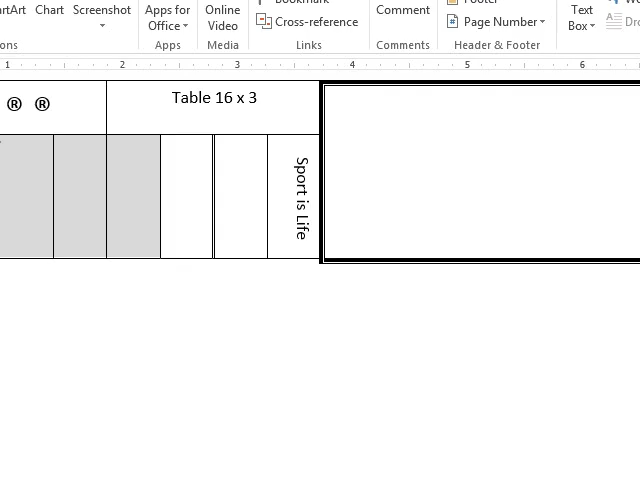 Bookmark
Footer
artArt Chart Screenshot
Apps for
Office
Online
Video
Cross-reference
Comment
Page Number
Text
Box
Dro
ons
Apps
Media
Links
Comments
Header & Footer
1 2 3 4 5 6
® ® Table 16 x 3
Sport is Life